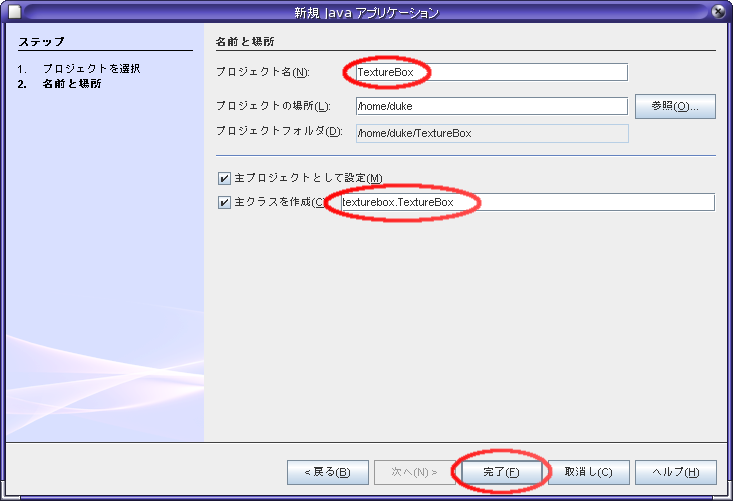 新規 Java アプリケーション
ステップ
1. プロジェクトを選択
2. 名前と場所
名前と場所
プロジェクト名(N): TextureBox
プロジェクトの場所(L): /home/duke 参照(O)...
プロジェクトフォルダ(D): /home/duke/TextureBox
主プロジェクトとして設定(M)
主クラスを作成(C) texturebox.TextureBox
< 戻る(B) 次へ(N) > 完了(F) 取消し(C) ヘルプ(H)